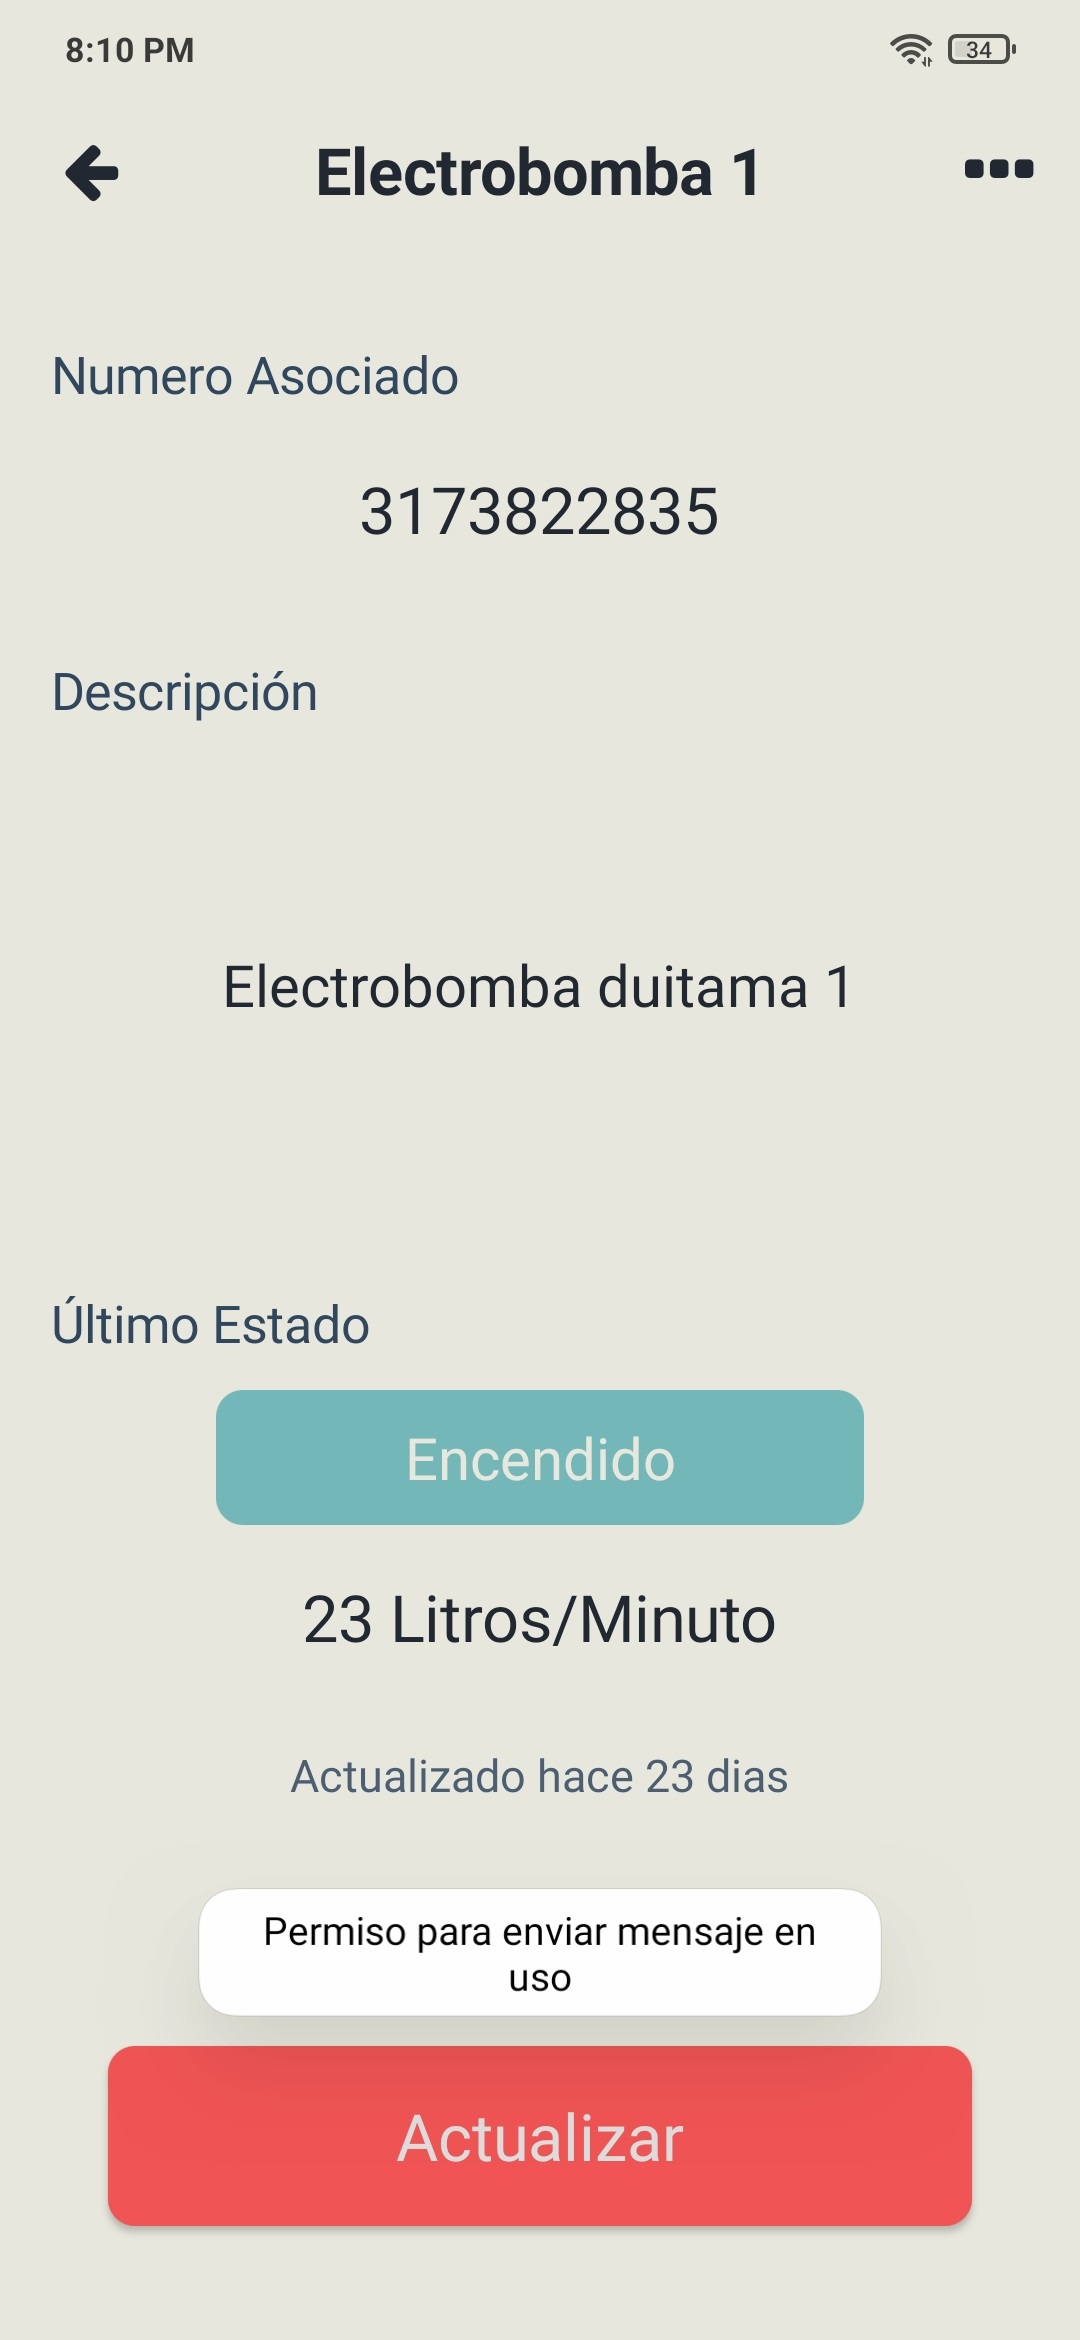 8:10 PM
34
Electrobomba 1
Numero Asociado
3173822835
Descripción
Electrobomba duitama 1
Último Estado
Encendido
23 Litros/Minuto
Actualizado hace 23 dias
Permiso para enviar mensaje en
uso
Actualizar